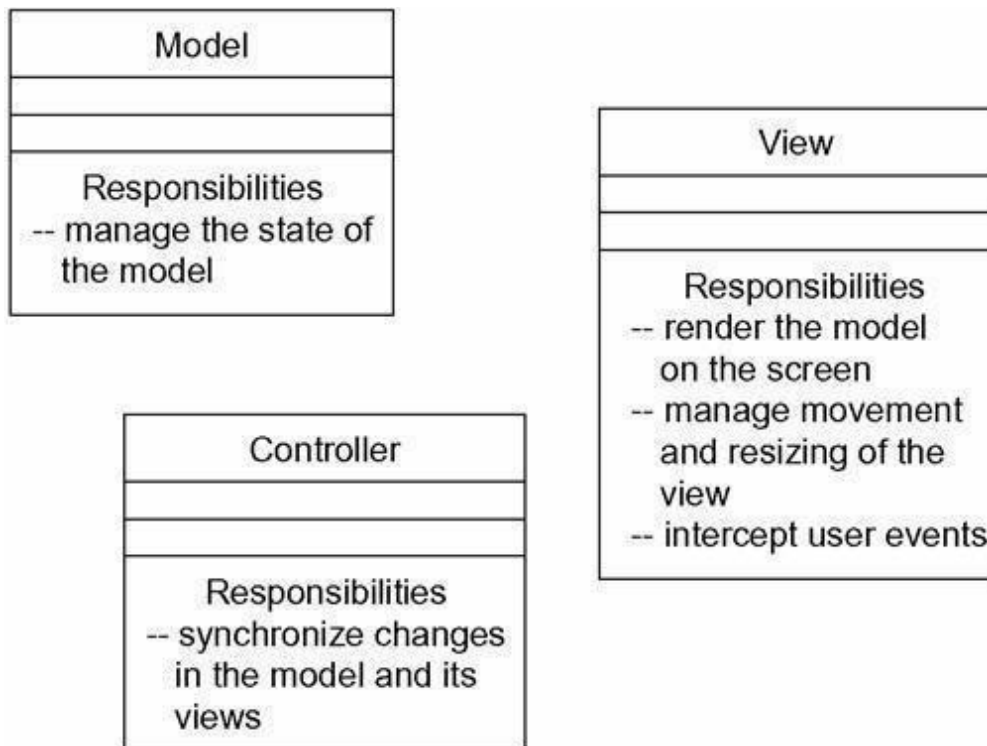 Model
Responsibilities
-- manage the state of
the model
View
Responsibilities
-- render the model
on the screen
-- manage movement
and resizing of the
view
-- intercept user events
Controller
Responsibilities
-- synchronize changes
in the model and its
views